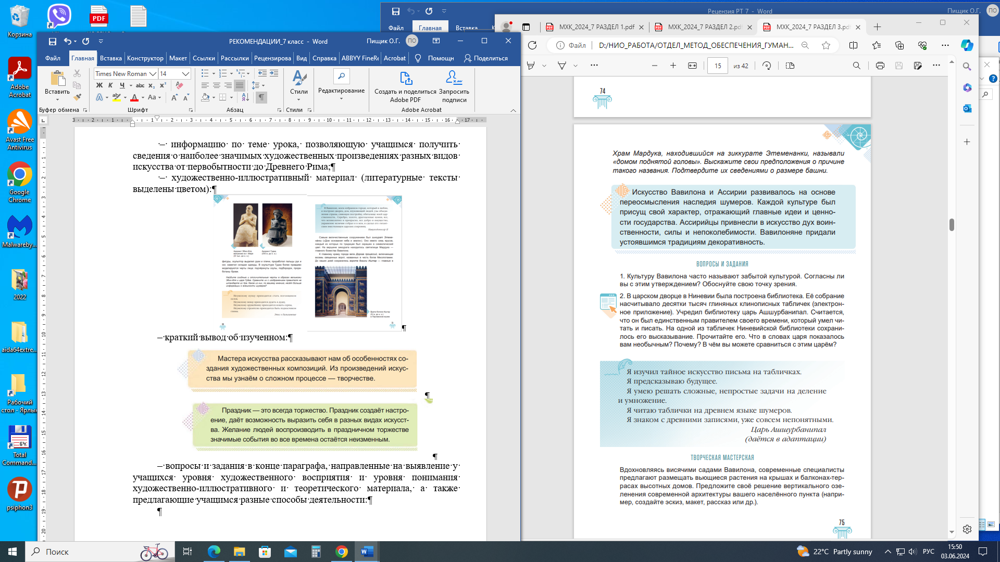 Корзина
PDF
Adobe Acrobat
Avast Free Antivirus
Google Chrome
Malwareby...
2022
aida64extre...
Рабочий стол - Ярлык
64
Total Command...
psiphon3
Рецензия РТ 7 - Word
Пищик О.Г.
ПО
Файл
Главная
Вставка
РЕКОМЕНДАЦИИ_7 класс - Word
Пищик О.Г.
ПО
Файл Главная Вставка Конструктор Макет Ссылки Рассылки Рецензирова Вид Справка ABBYY FineRe Acrobat Помощн Поделиться
Times New Roman 14
Вставить
Стили
Редактирование
Создать и поделиться Adobe PDF
Запросить подписи
Буфер обмена
Шрифт
Абзац
Стили
Adobe Acrobat
– информацию по теме урока, позволяющую учащимся получить
сведения о наиболее значимых художественных произведениях разных видов
искусства от первобытности до Древнего Рима;¶
– художественно-иллюстративный материал (литературные тексты
выделены цветом):¶
фигуры, скульптор выделил руки и плечи, проработал пальцы рук и
¶
– краткий вывод об изученном:¶
Мастера искусства рассказывают нам об особенностях со-
здания художественных композиций. Из произведений искус-
ства мы узнаём о сложном процессе — творчестве.
¶
Праздник — это всегда торжество. Праздник создаёт настро-
ение, даёт возможность выразить себя в разных видах искусст-
ва. Желание людей воспроизводить в праздничном торжестве
значимые события во все времена остаётся неизменным.
¶
– вопросы и задания в конце параграфа, направленные на выявление у
учащихся уровня художественного восприятия и уровня понимания
художественно-иллюстративного и теоретического материала, а также
предлагающие учащимся разные способы деятельности:¶
¶
МХК_2024_7 РАЗДЕЛ 1.pdf
МХК_2024_7 РАЗДЕЛ 2.pdf
МХК_2024_7 РАЗДЕЛ 3.pdf
Файл
D:/НИО_РАБОТА/ОТДЕЛ_МЕТОД_ОБЕСПЕЧЕНИЯ_ГУМАН...
15 из 42
74
Храм Мардука, находившийся на зиккурате Этеменанки, называли
«домом поднятой головы». Выскажите свои предположения о причине
такого названия. Подтвердите их сведениями о размере башни.
Искусство Вавилона и Ассирии развивалось на основе
переосмысления наследия шумеров. Каждой культуре был
присущ свой характер, отражающий главные идеи и ценно-
сти государства. Ассирийцы привнесли в искусство дух воин-
ственности, силы и непоколебимости. Вавилоняне придали
устоявшимся традициям декоративность.
ВОПРОСЫ И ЗАДАНИЯ
1. Культуру Вавилона часто называют забытой культурой. Согласны ли
вы с этим утверждением? Обоснуйте свою точку зрения.
2. В царском дворце в Ниневии была построена библиотека. Её собрание
насчитывало десятки тысяч глиняных клинописных табличек (электрон-
ное приложение). Учредил библиотеку царь Ашшурбанипал. Считается,
что он был единственным правителем своего времени, который умел чи-
тать и писать. На одной из табличек Ниневийской библиотеки сохрани-
лось его высказывание. Прочитайте его. Что в словах царя показалось
вам необычным? Почему? В чём вы можете сравниться с этим царём?
Я изучил тайное искусство письма на табличках.
Я предсказываю будущее.
Я умею решать сложные, непростые задачи на деление
и умножение.
Я читаю таблички на древнем языке шумеров.
Я знаком с древними записями, уже совсем непонятными.
Царь Ашшурбанипал
(даётся в адаптации)
ТВОРЧЕСКАЯ МАСТЕРСКАЯ
Вдохновляясь висячими садами Вавилона, современные специалисты
предлагают размещать вьющиеся растения на крышах и балконах-тер-
расах высотных домов. Предложите своё решение вертикального озе-
ленения современной архитектуры вашего населённого пункта (напри-
мер, создайте эскиз, макет, рассказ или др.).
75
Поиск
22°C Partly sunny
РУС
15:50
03.06.2024